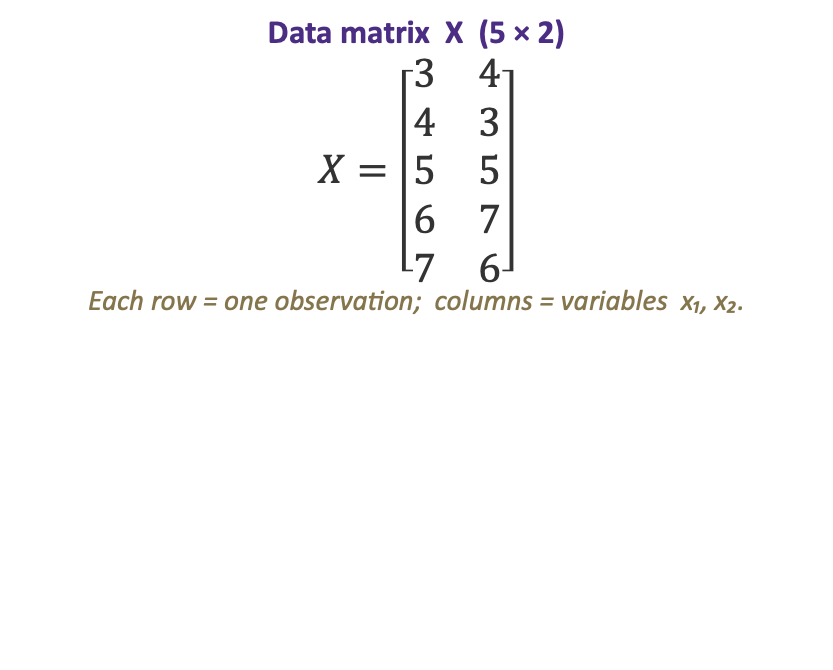 Data matrix X (5 × 2)
X = [3 4
4 3
5 5
6 7
7 6]
Each row = one observation; columns = variables x₁, x₂.